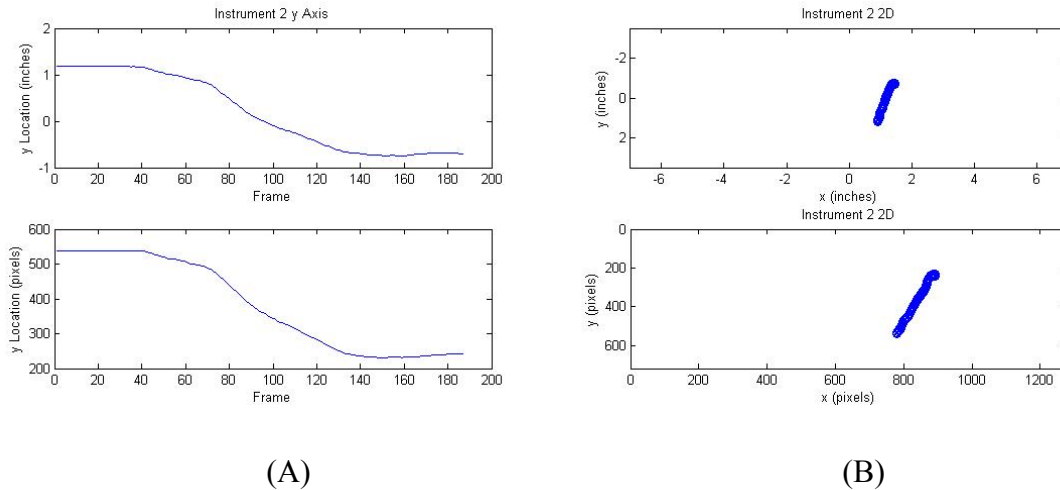 Instrument 2 y Axis
2
1
0
-1
y Location (inches)
0 20 40 60 80 100 120 140 160 180 200
Frame
600
500
400
300
200
y Location (pixels)
0 20 40 60 80 100 120 140 160 180 200
Frame
(A)
Instrument 2 2D
-2
0
2
y (inches)
-6 -4 -2 0 2 4 6
x (inches)
Instrument 2 2D
0
200
400
600
y (pixels)
0 200 400 600 800 1000 1200
x (pixels)
(B)